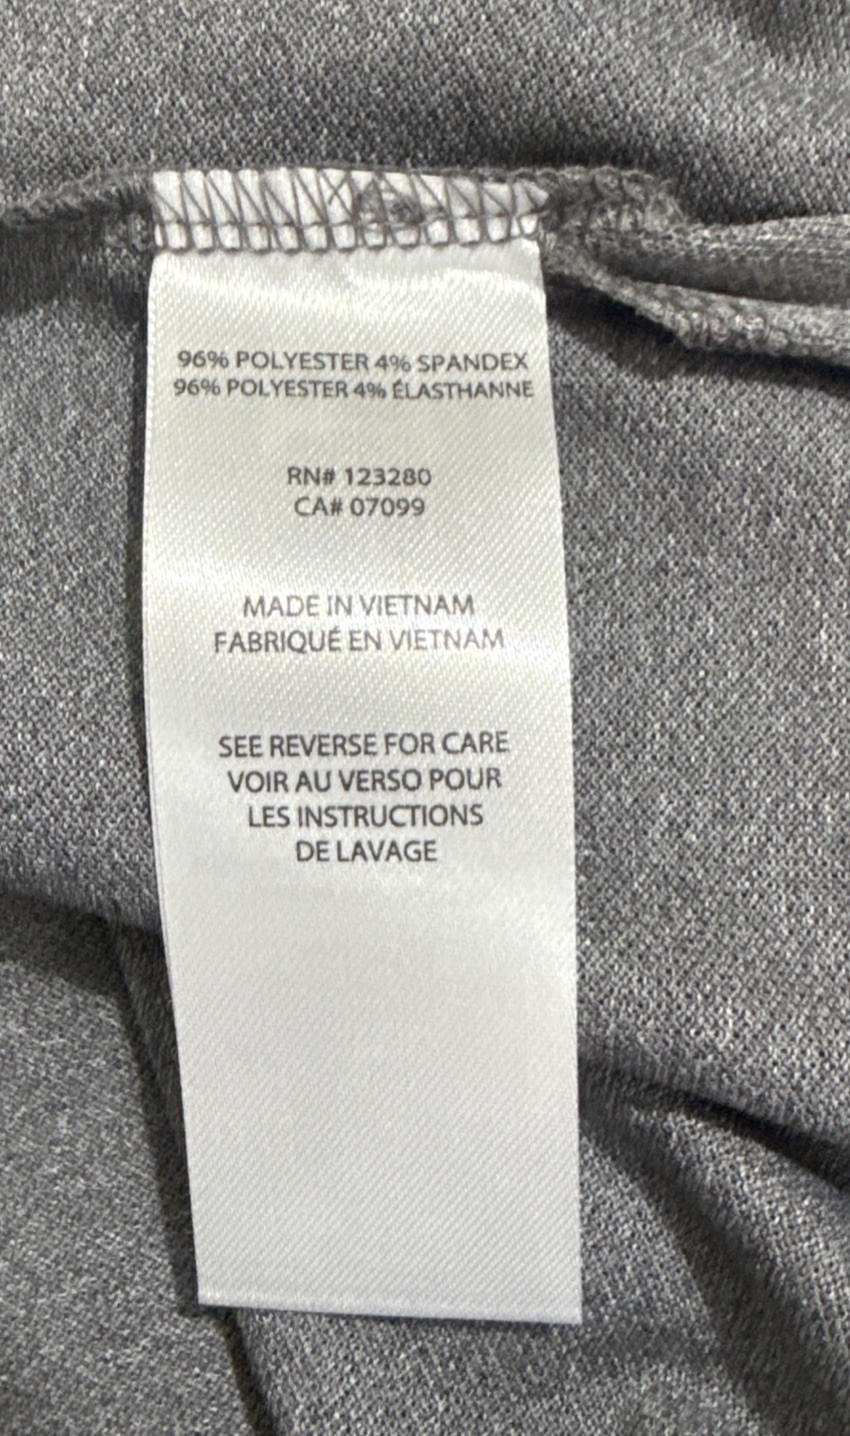 96% POLYESTER 4% SPANDEX
96% POLYESTER 4% ÉLASTHANNE
RN# 123280
CA# 07099
MADE IN VIETNAM
FABRIQUÉ EN VIETNAM
SEE REVERSE FOR CARE
VOIR AU VERSO POUR
LES INSTRUCTIONS
DE LAVAGE